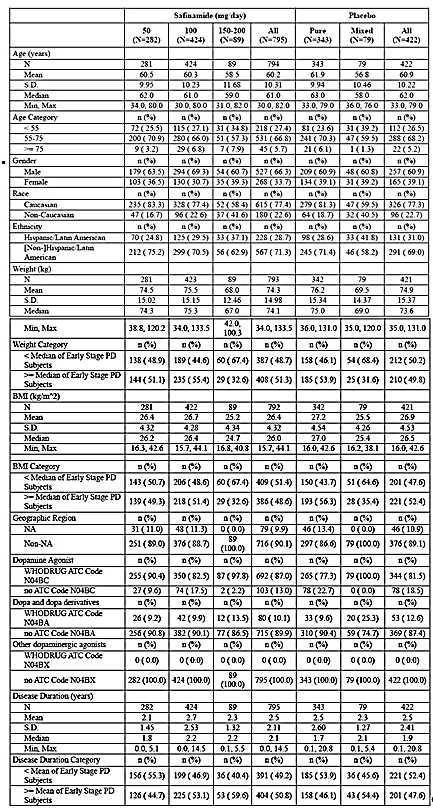 Safinamide (mg/day) Placebo
50 (N=282) 100 (N=424) 150-200 (N=89) All (N=795) Pure (N=343) Mixed (N=79) All (N=422)
Age (years)
N 281 424 89 794 343 79 422
Mean 60.5 60.3 58.5 60.2 61.9 56.8 60.9
S.D. 9.95 10.23 11.68 10.31 9.94 10.46 10.22
Median 62.0 61.0 59.0 61.0 63.0 58.0 62.0
Min, Max 34.0, 80.0 30.0, 80.0 31.0, 82.0 30.0, 82.0 33.0, 79.0 36.0, 76.0 33.0, 79.0
Age Category n (%) n (%) n (%) n (%) n (%) n (%) n (%)
< 55 72 (25.5) 115 (27.1) 31 (34.8) 218 (27.4) 81 (23.6) 31 (39.2) 112 (26.5)
55-75 200 (70.9) 280 (66.0) 51 (57.3) 531 (66.8) 241 (70.3) 47 (59.5) 288 (68.2)
>= 75 9 (3.2) 29 (6.8) 7 (7.9) 45 (5.7) 21 (6.1) 1 (1.3) 22 (5.2)
Gender n (%) n (%) n (%) n (%) n (%) n (%) n (%)
Male 179 (63.5) 294 (69.3) 54 (60.7) 527 (66.3) 209 (60.9) 48 (60.8) 257 (60.9)
Female 103 (36.5) 130 (30.7) 35 (39.3) 268 (33.7) 134 (39.1) 31 (39.2) 165 (39.1)
Race n (%) n (%) n (%) n (%) n (%) n (%) n (%)
Caucasian 235 (83.3) 328 (77.4) 52 (58.4) 615 (77.4) 279 (81.3) 47 (59.5) 326 (77.3)
Non-Caucasian 47 (16.7) 96 (22.6) 37 (41.6) 180 (22.6) 64 (18.7) 32 (40.5) 96 (22.7)
Ethnicity n (%) n (%) n (%) n (%) n (%) n (%) n (%)
Hispanic/Latin American 70 (24.8) 125 (29.5) 33 (37.1) 228 (28.7) 98 (28.6) 33 (41.8) 131 (31.0)
[Non-]Hispanic/Latin American 212 (75.2) 299 (70.5) 56 (62.9) 567 (71.3) 245 (71.4) 46 (58.2) 291 (69.0)
Weight (kg)
N 281 423 89 793 342 79 421
Mean 74.5 75.5 68.0 74.3 76.2 69.5 74.9
S.D. 15.02 15.15 12.46 14.98 15.34 14.37 15.37
Median 74.3 75.3 67.0 74.1 75.0 69.0 73.6
Min, Max 38.8, 120.2 34.0, 133.5 42.0, 100.3 34.0, 133.5 36.0, 131.0 35.0, 120.0 35.0, 131.0
Weight Category n (%) n (%) n (%) n (%) n (%) n (%) n (%)
< Median of Early Stage PD Subjects 138 (48.9) 189 (44.6) 60 (67.4) 387 (48.7) 158 (46.1) 54 (68.4) 212 (50.2)
>= Median of Early Stage PD Subjects 144 (51.1) 235 (55.4) 29 (32.6) 408 (51.3) 185 (53.9) 25 (31.6) 210 (49.8)
BMI (kg/m^2)
N 281 422 89 792 342 79 421
Mean 26.4 26.7 25.2 26.4 27.2 25.5 26.9
S.D. 4.32 4.28 4.34 4.32 4.54 4.26 4.53
Median 26.2 26.4 24.7 26.0 27.0 25.4 26.5
Min, Max 16.3, 42.6 15.7, 44.1 16.8, 40.8 15.7, 44.1 16.0, 42.6 16.2, 38.1 16.0, 42.6
BMI Category n (%) n (%) n (%) n (%) n (%) n (%) n (%)
< Median of Early Stage PD Subjects 143 (50.7) 206 (48.6) 60 (67.4) 409 (51.4) 150 (43.7) 51 (64.6) 201 (47.6)
>= Median of Early Stage PD Subjects 139 (49.3) 218 (51.4) 29 (32.6) 386 (48.6) 193 (56.3) 28 (35.4) 221 (52.4)
Geographic Region n (%) n (%) n (%) n (%) n (%) n (%) n (%)
NA 31 (11.0) 48 (11.3) 0 (0.0) 79 (9.9) 46 (13.4) 0 (0.0) 46 (10.9)
Non-NA 251 (89.0) 376 (88.7) 89 (100.0) 716 (90.1) 297 (86.6) 79 (100.0) 376 (89.1)
Dopamine Agonist n (%) n (%) n (%) n (%) n (%) n (%) n (%)
WHODRUG ATC Code N04BC 255 (90.4) 350 (82.5) 87 (97.8) 692 (87.0) 265 (77.3) 79 (100.0) 344 (81.5)
no ATC Code N04BC 27 (9.6) 74 (17.5) 2 (2.2) 103 (13.0) 78 (22.7) 0 (0.0) 78 (18.5)
Dopa and dopa derivatives n (%) n (%) n (%) n (%) n (%) n (%) n (%)
WHODRUG ATC Code N04BA 26 (9.2) 42 (9.9) 12 (13.5) 80 (10.1) 33 (9.6) 20 (25.3) 53 (12.6)
no ATC Code N04BA 256 (90.8) 382 (90.1) 77 (86.5) 715 (89.9) 310 (90.4) 59 (74.7) 369 (87.4)
Other dopaminergic agonists n (%) n (%) n (%) n (%) n (%) n (%) n (%)
WHODRUG ATC Code N04BX 0 (0.0) 0 (0.0) 0 (0.0) 0 (0.0) 0 (0.0) 0 (0.0) 0 (0.0)
no ATC Code N04BX 282 (100.0) 424 (100.0) 89 (100.0) 795 (100.0) 343 (100.0) 79 (100.0) 422 (100.0)
Disease Duration (years)
N 282 424 89 795 343 79 422
Mean 2.1 2.7 2.3 2.5 2.5 2.3 2.5
S.D. 1.45 2.53 1.32 2.11 2.60 1.27 2.41
Median 1.8 2.2 2.2 2.1 1.7 2.1 1.9
Min, Max 0.0, 5.1 0.0, 14.5 0.1, 5.5 0.0, 14.5 0.1, 20.8 0.1, 5.4 0.1, 20.8
Disease Duration Category n (%) n (%) n (%) n (%) n (%) n (%) n (%)
< Mean of Early Stage PD Subjects 156 (55.3) 199 (46.9) 36 (40.4) 391 (49.2) 185 (53.9) 36 (45.6) 221 (52.4)
>= Mean of Early Stage PD Subjects 126 (44.7) 225 (53.1) 53 (59.6) 404 (50.8) 158 (46.1) 43 (54.4) 201 (47.6)